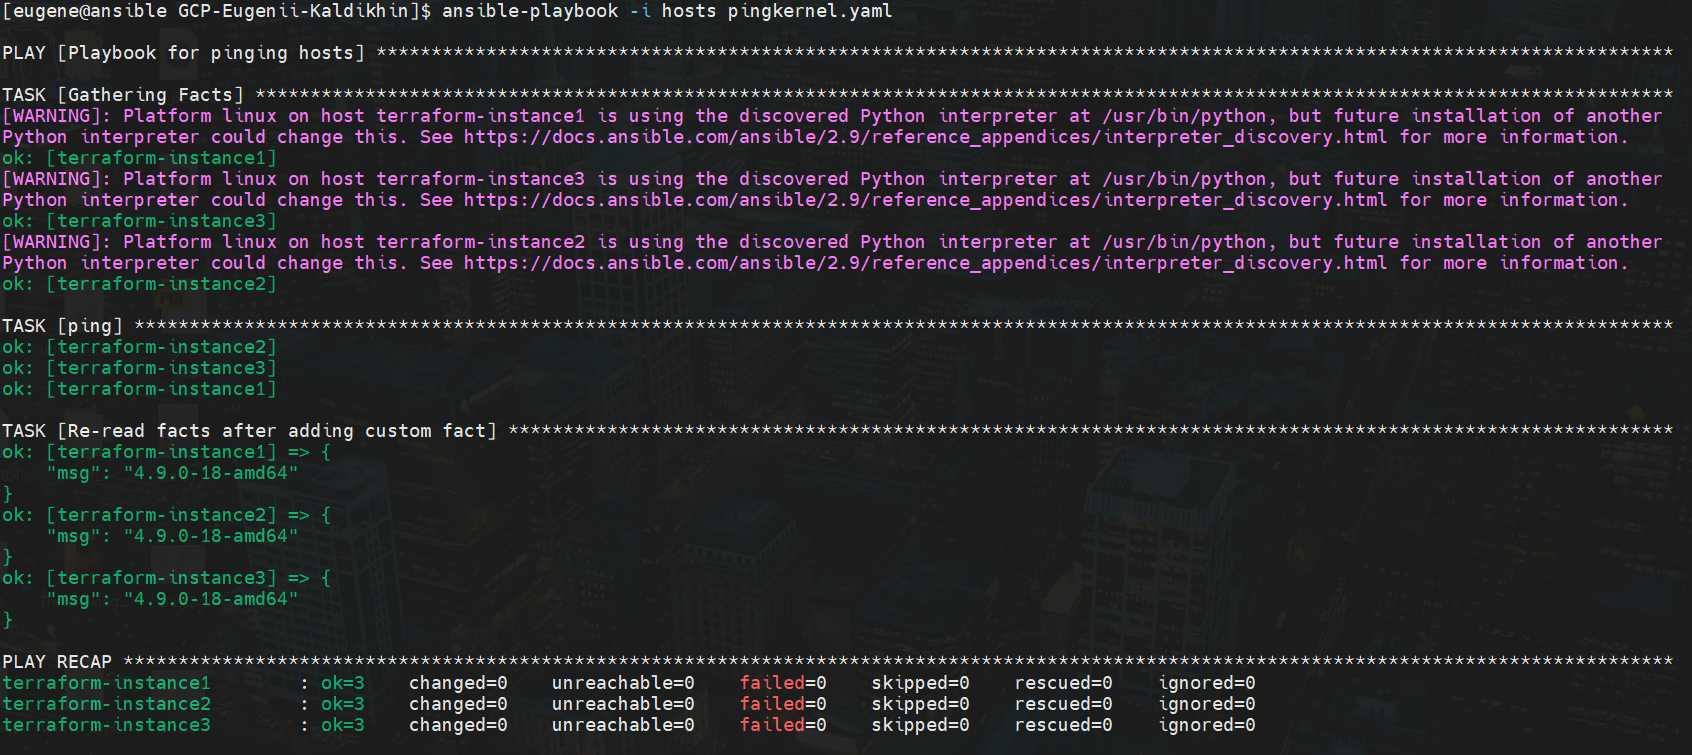 [eugene@ansible GCP-Eugenii-Kaldikhin]$ ansible-playbook -i hosts pingkernel.yaml
PLAY [Playbook for pinging hosts] **********************************************************************************************************************
TASK [Gathering Facts] *********************************************************************************************************************************
[WARNING]: Platform linux on host terraform-instance1 is using the discovered Python interpreter at /usr/bin/python, but future installation of another
Python interpreter could change this. See https://docs.ansible.com/ansible/2.9/reference_appendices/interpreter_discovery.html for more information.
ok: [terraform-instance1]
[WARNING]: Platform linux on host terraform-instance3 is using the discovered Python interpreter at /usr/bin/python, but future installation of another
Python interpreter could change this. See https://docs.ansible.com/ansible/2.9/reference_appendices/interpreter_discovery.html for more information.
ok: [terraform-instance3]
[WARNING]: Platform linux on host terraform-instance2 is using the discovered Python interpreter at /usr/bin/python, but future installation of another
Python interpreter could change this. See https://docs.ansible.com/ansible/2.9/reference_appendices/interpreter_discovery.html for more information.
ok: [terraform-instance2]
TASK [ping] ********************************************************************************************************************************************
ok: [terraform-instance2]
ok: [terraform-instance3]
ok: [terraform-instance1]
TASK [Re-read facts after adding custom fact] **********************************************************************************************************
ok: [terraform-instance1] => {
    "msg": "4.9.0-18-amd64"
}
ok: [terraform-instance2] => {
    "msg": "4.9.0-18-amd64"
}
ok: [terraform-instance3] => {
    "msg": "4.9.0-18-amd64"
}
PLAY RECAP *********************************************************************************************************************************************
terraform-instance1        : ok=3    changed=0    unreachable=0    failed=0    skipped=0    rescued=0    ignored=0
terraform-instance2        : ok=3    changed=0    unreachable=0    failed=0    skipped=0    rescued=0    ignored=0
terraform-instance3        : ok=3    changed=0    unreachable=0    failed=0    skipped=0    rescued=0    ignored=0